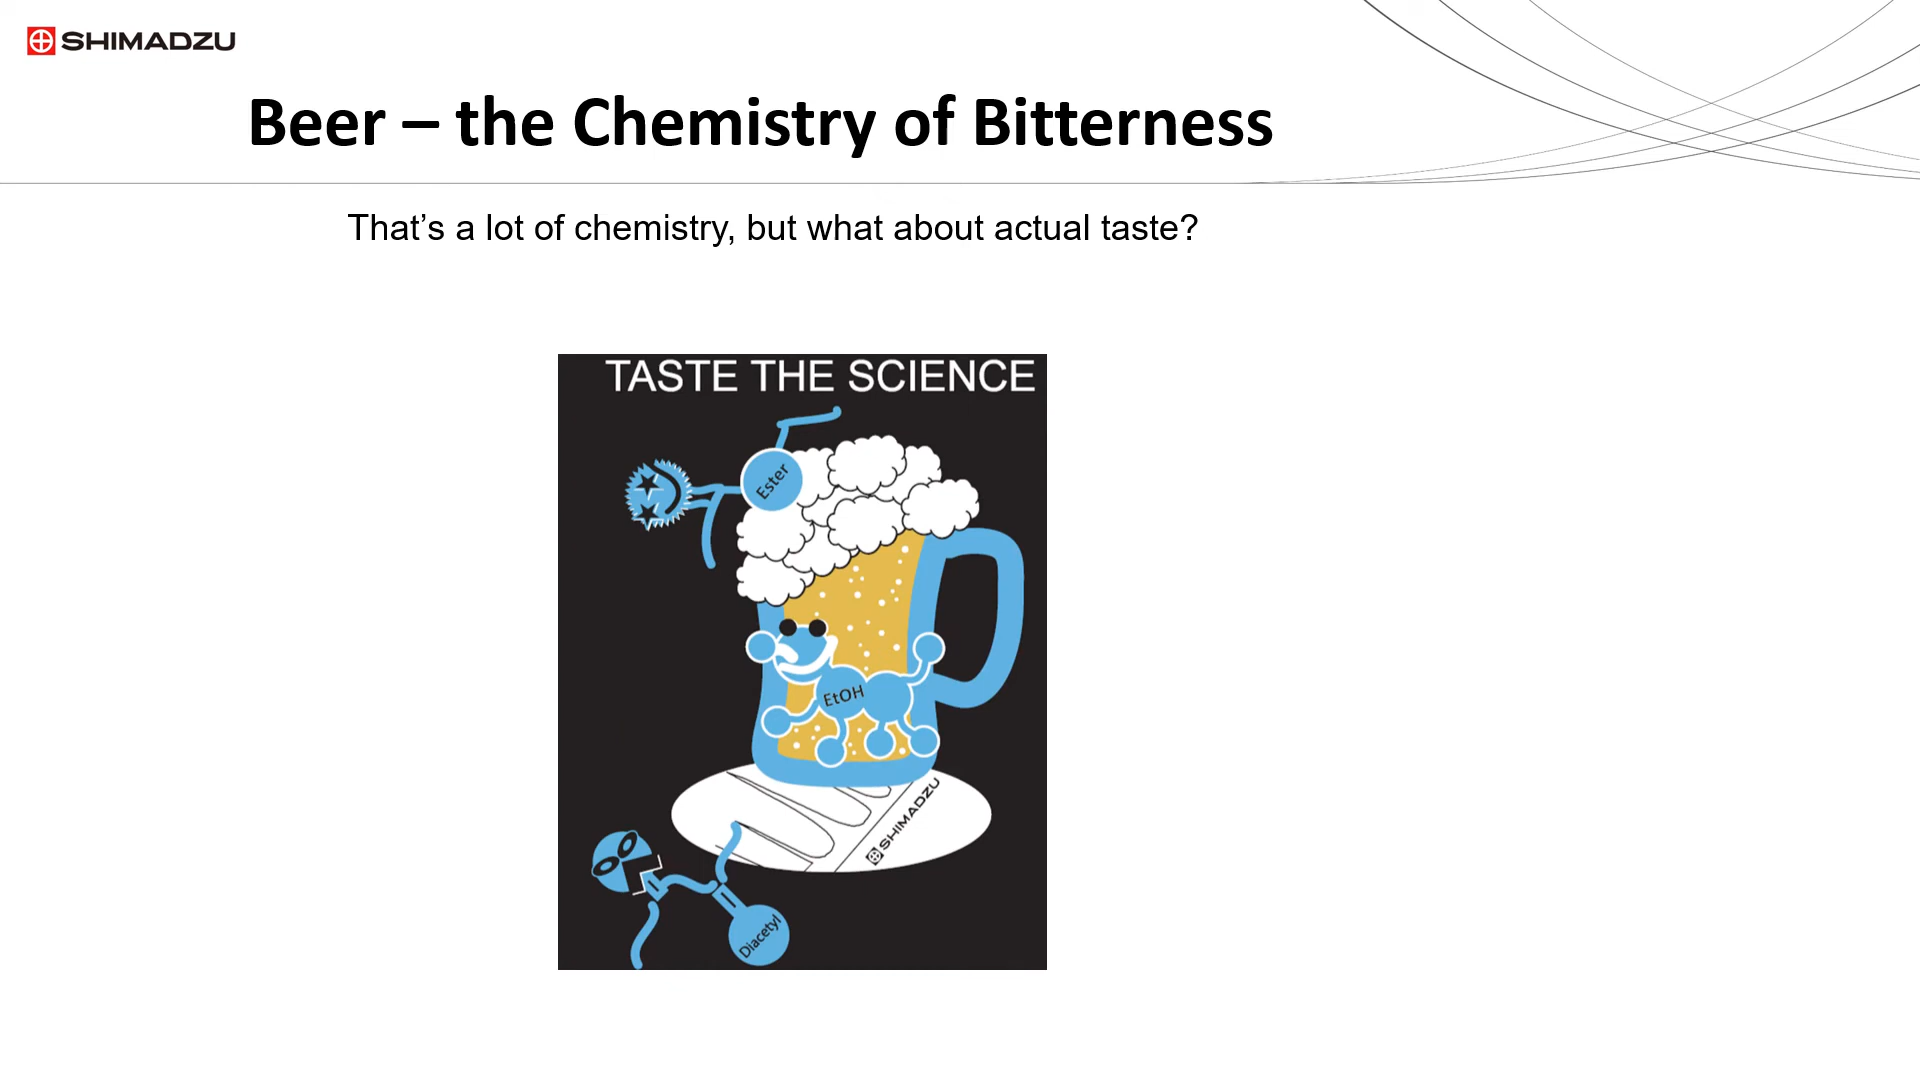 SHIMADZU
Beer – the Chemistry of Bitterness
That’s a lot of chemistry, but what about actual taste?
TASTE THE SCIENCE
Ester
EtOH
SHIMADZU
Diacetyl